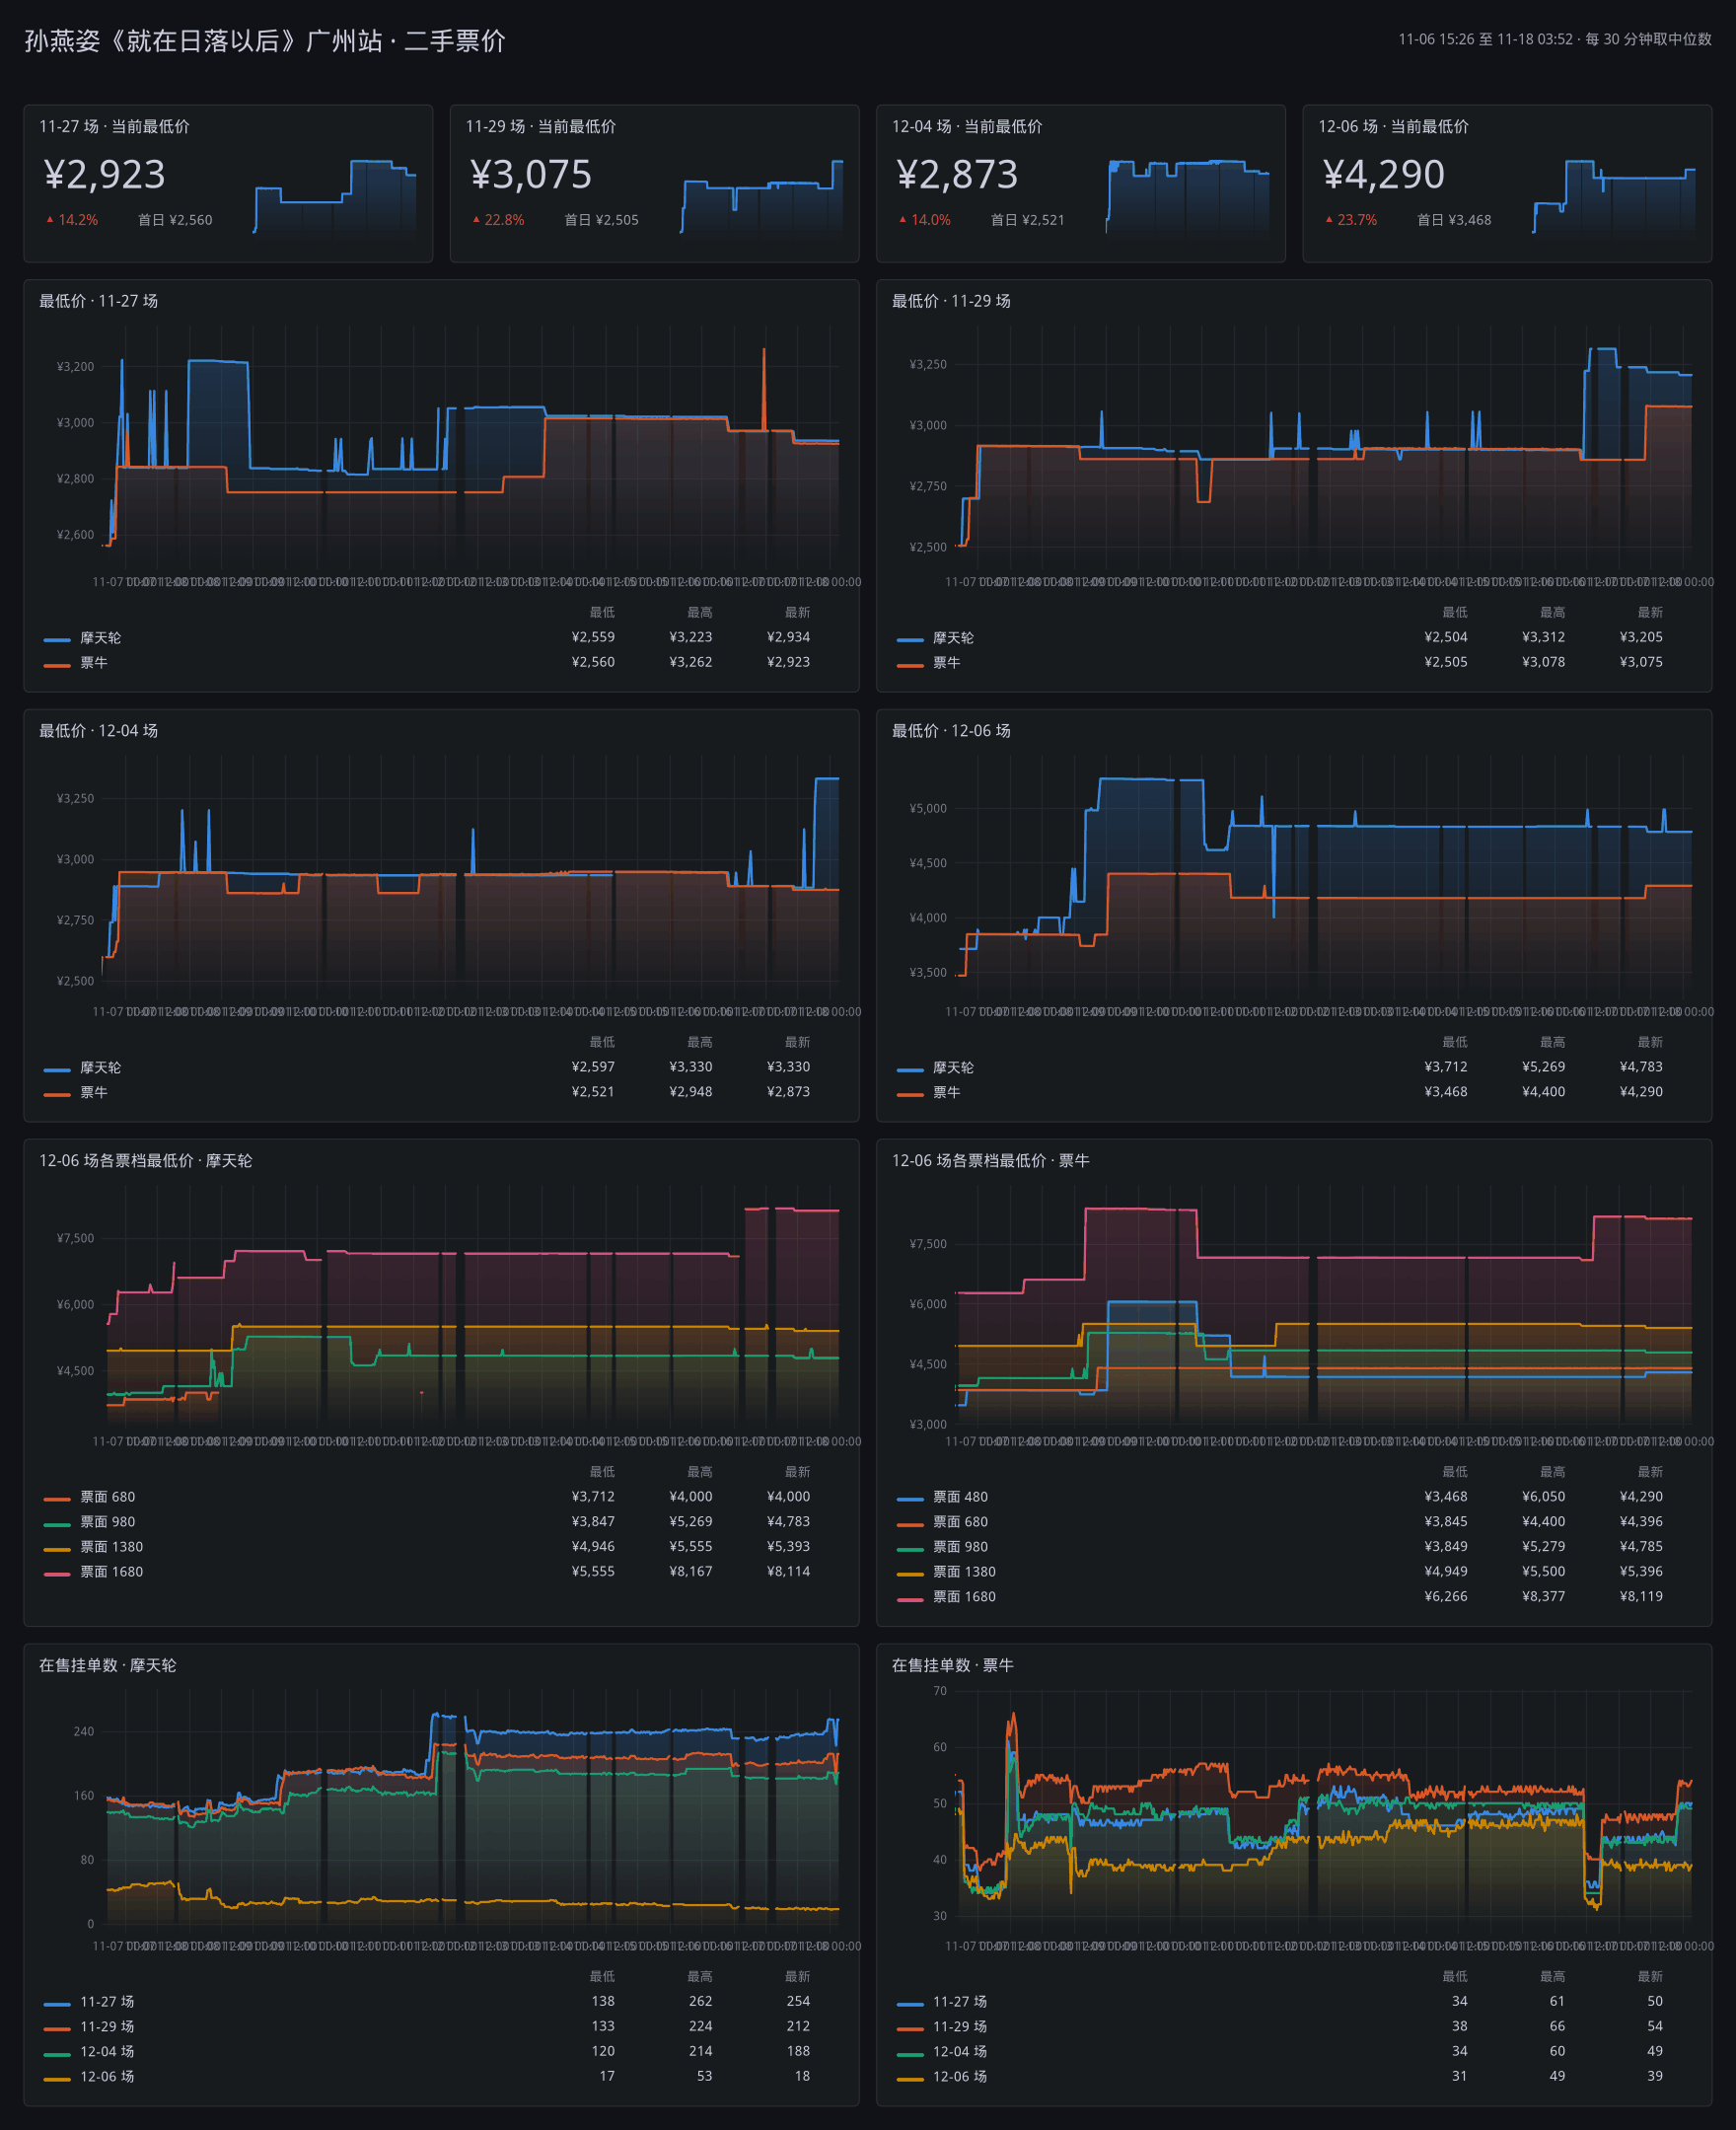 孙燕姿《就在日落以后》广州站 · 二手票价
11-06 15:26 至 11-18 03:52 · 每 30 分钟取中位数
11-27 场 · 当前最低价
¥2,923
▲ 14.2% 首日 ¥2,560
11-29 场 · 当前最低价
¥3,075
▲ 22.8% 首日 ¥2,505
12-04 场 · 当前最低价
¥2,873
▲ 14.0% 首日 ¥2,521
12-06 场 · 当前最低价
¥4,290
▲ 23.7% 首日 ¥3,468
最低价 · 11-27 场
¥3,200
¥3,000
¥2,800
¥2,600
最低 最高 最新
摩天轮 ¥2,559 ¥3,223 ¥2,934
票牛 ¥2,560 ¥3,262 ¥2,923
最低价 · 11-29 场
¥3,250
¥3,000
¥2,750
¥2,500
最低 最高 最新
摩天轮 ¥2,504 ¥3,312 ¥3,205
票牛 ¥2,505 ¥3,078 ¥3,075
最低价 · 12-04 场
¥3,250
¥3,000
¥2,750
¥2,500
最低 最高 最新
摩天轮 ¥2,597 ¥3,330 ¥3,330
票牛 ¥2,521 ¥2,948 ¥2,873
最低价 · 12-06 场
¥5,000
¥4,500
¥4,000
¥3,500
最低 最高 最新
摩天轮 ¥3,712 ¥5,269 ¥4,783
票牛 ¥3,468 ¥4,400 ¥4,290
12-06 场各票档最低价 · 摩天轮
¥7,500
¥6,000
¥4,500
最低 最高 最新
票面 680 ¥3,712 ¥4,000 ¥4,000
票面 980 ¥3,847 ¥5,269 ¥4,783
票面 1380 ¥4,946 ¥5,555 ¥5,393
票面 1680 ¥5,555 ¥8,167 ¥8,114
12-06 场各票档最低价 · 票牛
¥7,500
¥6,000
¥4,500
¥3,000
最低 最高 最新
票面 480 ¥3,468 ¥6,050 ¥4,290
票面 680 ¥3,845 ¥4,400 ¥4,396
票面 980 ¥3,849 ¥5,279 ¥4,785
票面 1380 ¥4,949 ¥5,500 ¥5,396
票面 1680 ¥6,266 ¥8,377 ¥8,119
在售挂单数 · 摩天轮
240
160
80
0
最低 最高 最新
11-27 场 138 262 254
11-29 场 133 224 212
12-04 场 120 214 188
12-06 场 17 53 18
在售挂单数 · 票牛
70
60
50
40
30
最低 最高 最新
11-27 场 34 61 50
11-29 场 38 66 54
12-04 场 34 60 49
12-06 场 31 49 39